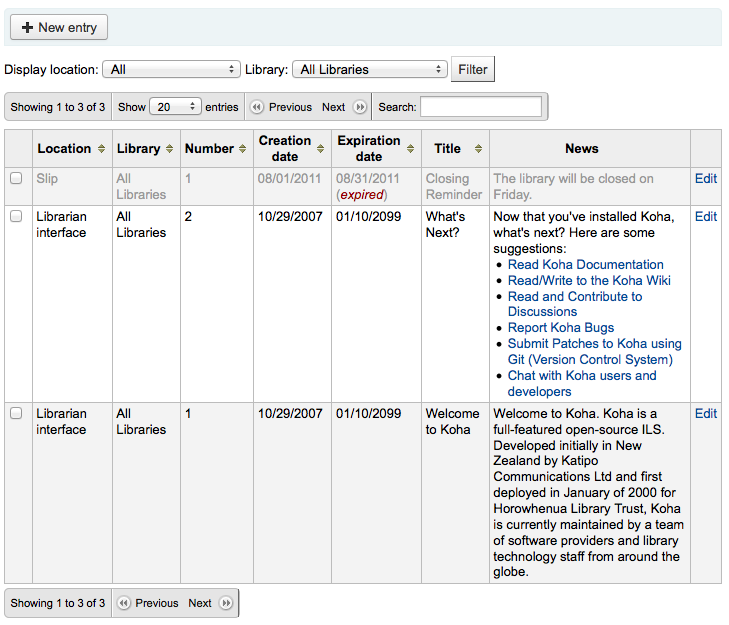 New entry
Display location: All Library: All Libraries Filter
Showing 1 to 3 of 3 Show 20 entries Previous Next Search:
Location Library Number Creation date Expiration date Title News
Slip All Libraries 1 08/01/2011 08/31/2011 (expired) Closing Reminder The library will be closed on Friday. Edit
Librarian interface All Libraries 2 10/29/2007 01/10/2099 What's Next? Now that you've installed Koha,
what's next? Here are some
suggestions:
Edit
• Read Koha Documentation
• Read/Write to the Koha Wiki
• Read and Contribute to
Discussions
• Report Koha Bugs
• Submit Patches to Koha using
Git (Version Control System)
• Chat with Koha users and
developers
Librarian interface All Libraries 1 10/29/2007 01/10/2099 Welcome to Koha Welcome to Koha. Koha is a
full-featured open-source ILS.
Developed initially in New
Zealand by Katipo
Communications Ltd and first
deployed in January of 2000 for
Horowhenua Library Trust, Koha
is currently maintained by a team
of software providers and library
technology staff from around the
globe.
Edit
Showing 1 to 3 of 3 Previous Next